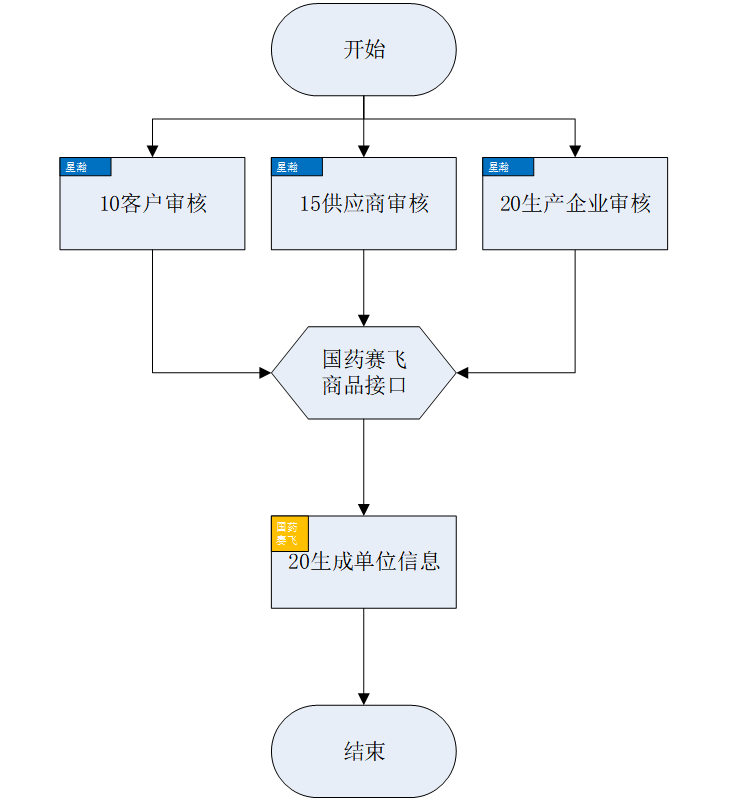 开始
星瀚
10客户审核
星瀚
15供应商审核
星瀚
20生产企业审核
国药赛飞
商品接口
国药
赛飞
20生成单位信息
结束